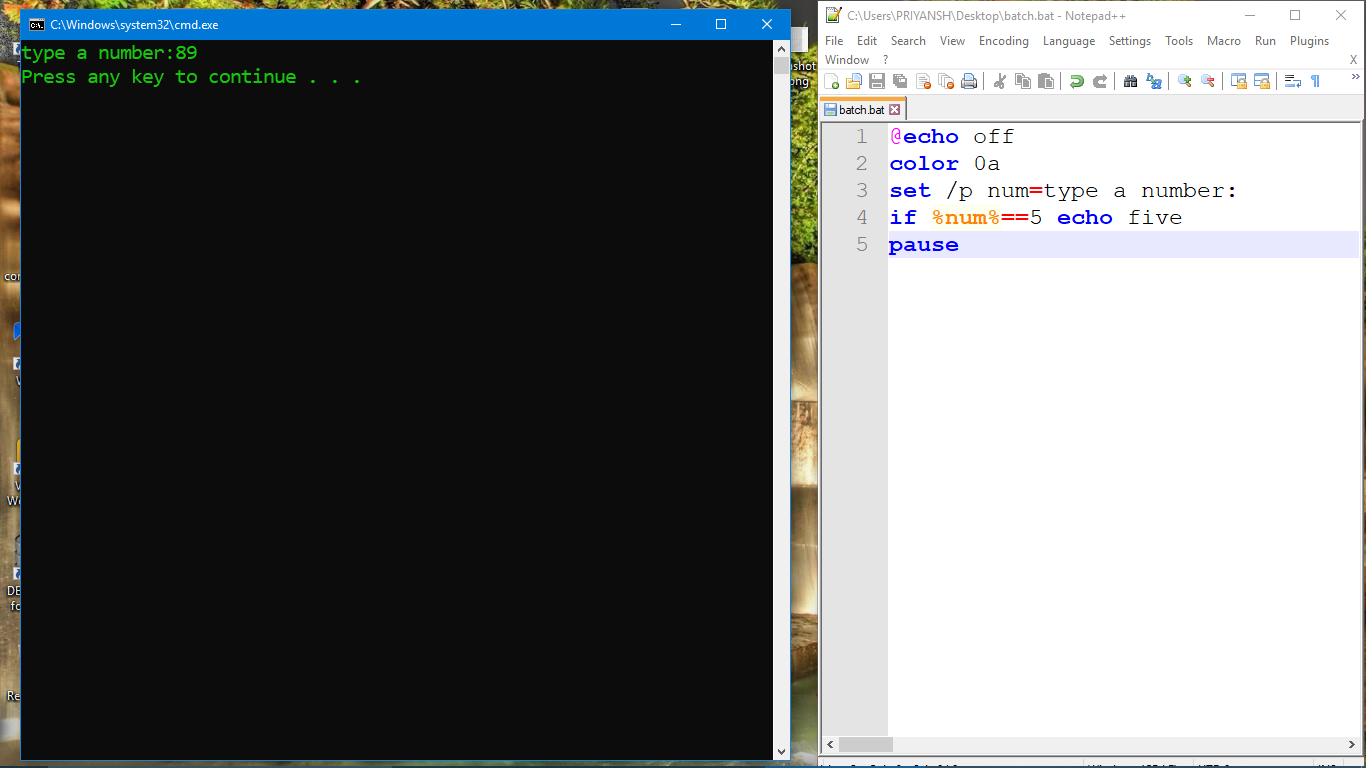 C:\Windows\system32\cmd.exe
type a number:89
Press any key to continue . . .
C:\Users\PRIYANSH\Desktop\batch.bat - Notepad++
File Edit Search View Encoding Language Settings Tools Macro Run Plugins
Window ? X
batch.bat
1 @echo off
2 color 0a
3 set /p num=type a number:
4 if %num%==5 echo five
5 pause